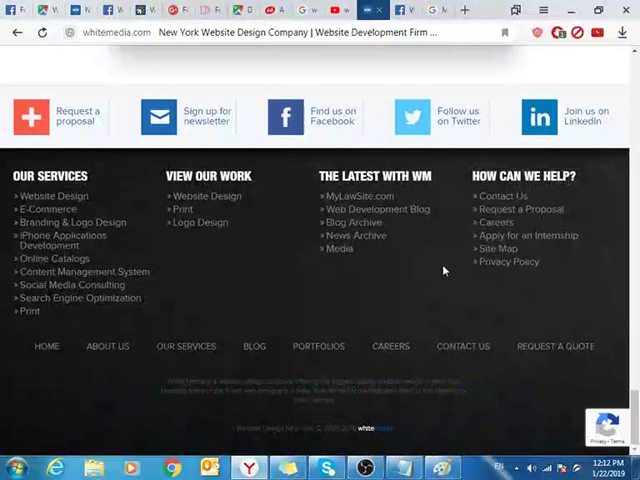 whitemedia.com New York Website Design Company | Website Development Firm ...
Request a proposal
Sign up for newsletter
Find us on Facebook
Follow us on Twitter
Join us on LinkedIn
OUR SERVICES
» Website Design
» E-Commerce
» Branding & Logo Design
» iPhone Applications
Development
» Online Catalogs
» Content Management System
» Social Media Consulting
» Search Engine Optimization
» Print
VIEW OUR WORK
» Website Design
» Print
» Logo Design
THE LATEST WITH WM
» MyLawSite.com
» Web Development Blog
» Blog Archive
» News Archive
» Media
HOW CAN WE HELP?
» Contact Us
» Request a Proposal
» Careers
» Apply for an Internship
» Site Map
» Privacy Policy
HOME ABOUT US OUR SERVICES BLOG PORTFOLIOS CAREERS CONTACT US REQUEST A QUOTE
white
Privacy - Terms
EN 12:12 PM
1/22/2019